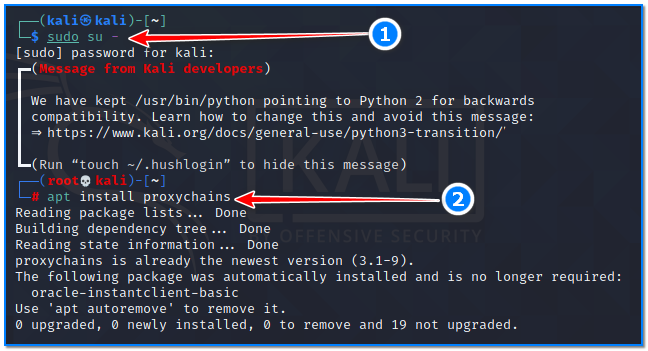 (kali㉿kali)-[~]
$ sudo su -
1
[sudo] password for kali:
(Message from Kali developers)
We have kept /usr/bin/python pointing to Python 2 for backwards
compatibility. Learn how to change this and avoid this message:
⇒ https://www.kali.org/docs/general-use/python3-transition/
(Run “touch ~/.hushlogin” to hide this message)
(root💀kali)-[~]
# apt install proxychains
2
Reading package lists... Done
KALI
Building dependency tree... Done
OFFENSIVE SECURITY
Reading state information... Done
proxychains is already the newest version (3.1-9).
The following package was automatically installed and is no longer required:
oracle-instantclient-basic
Use 'apt autoremove' to remove it.
0 upgraded, 0 newly installed, 0 to remove and 19 not upgraded.